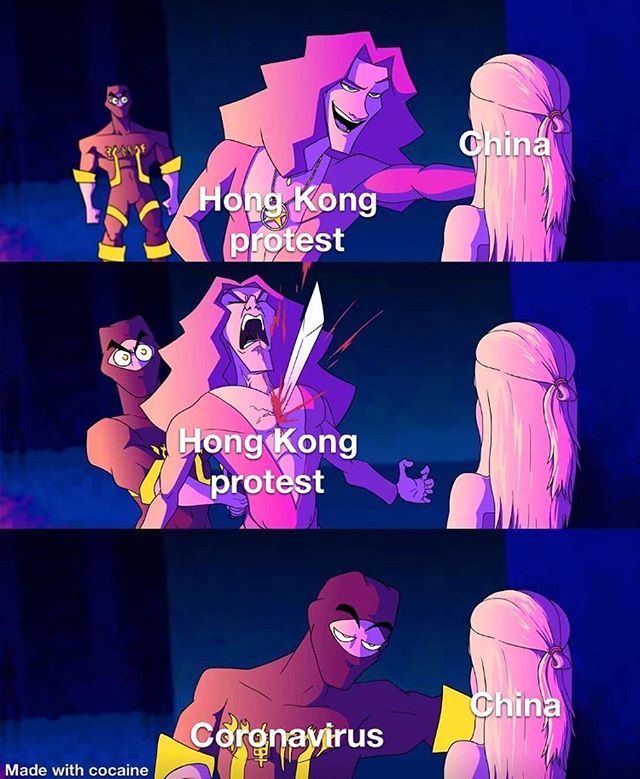 China
Hong Kong
protest
Hong Kong
protest
China
Coronavirus
Made with cocaine